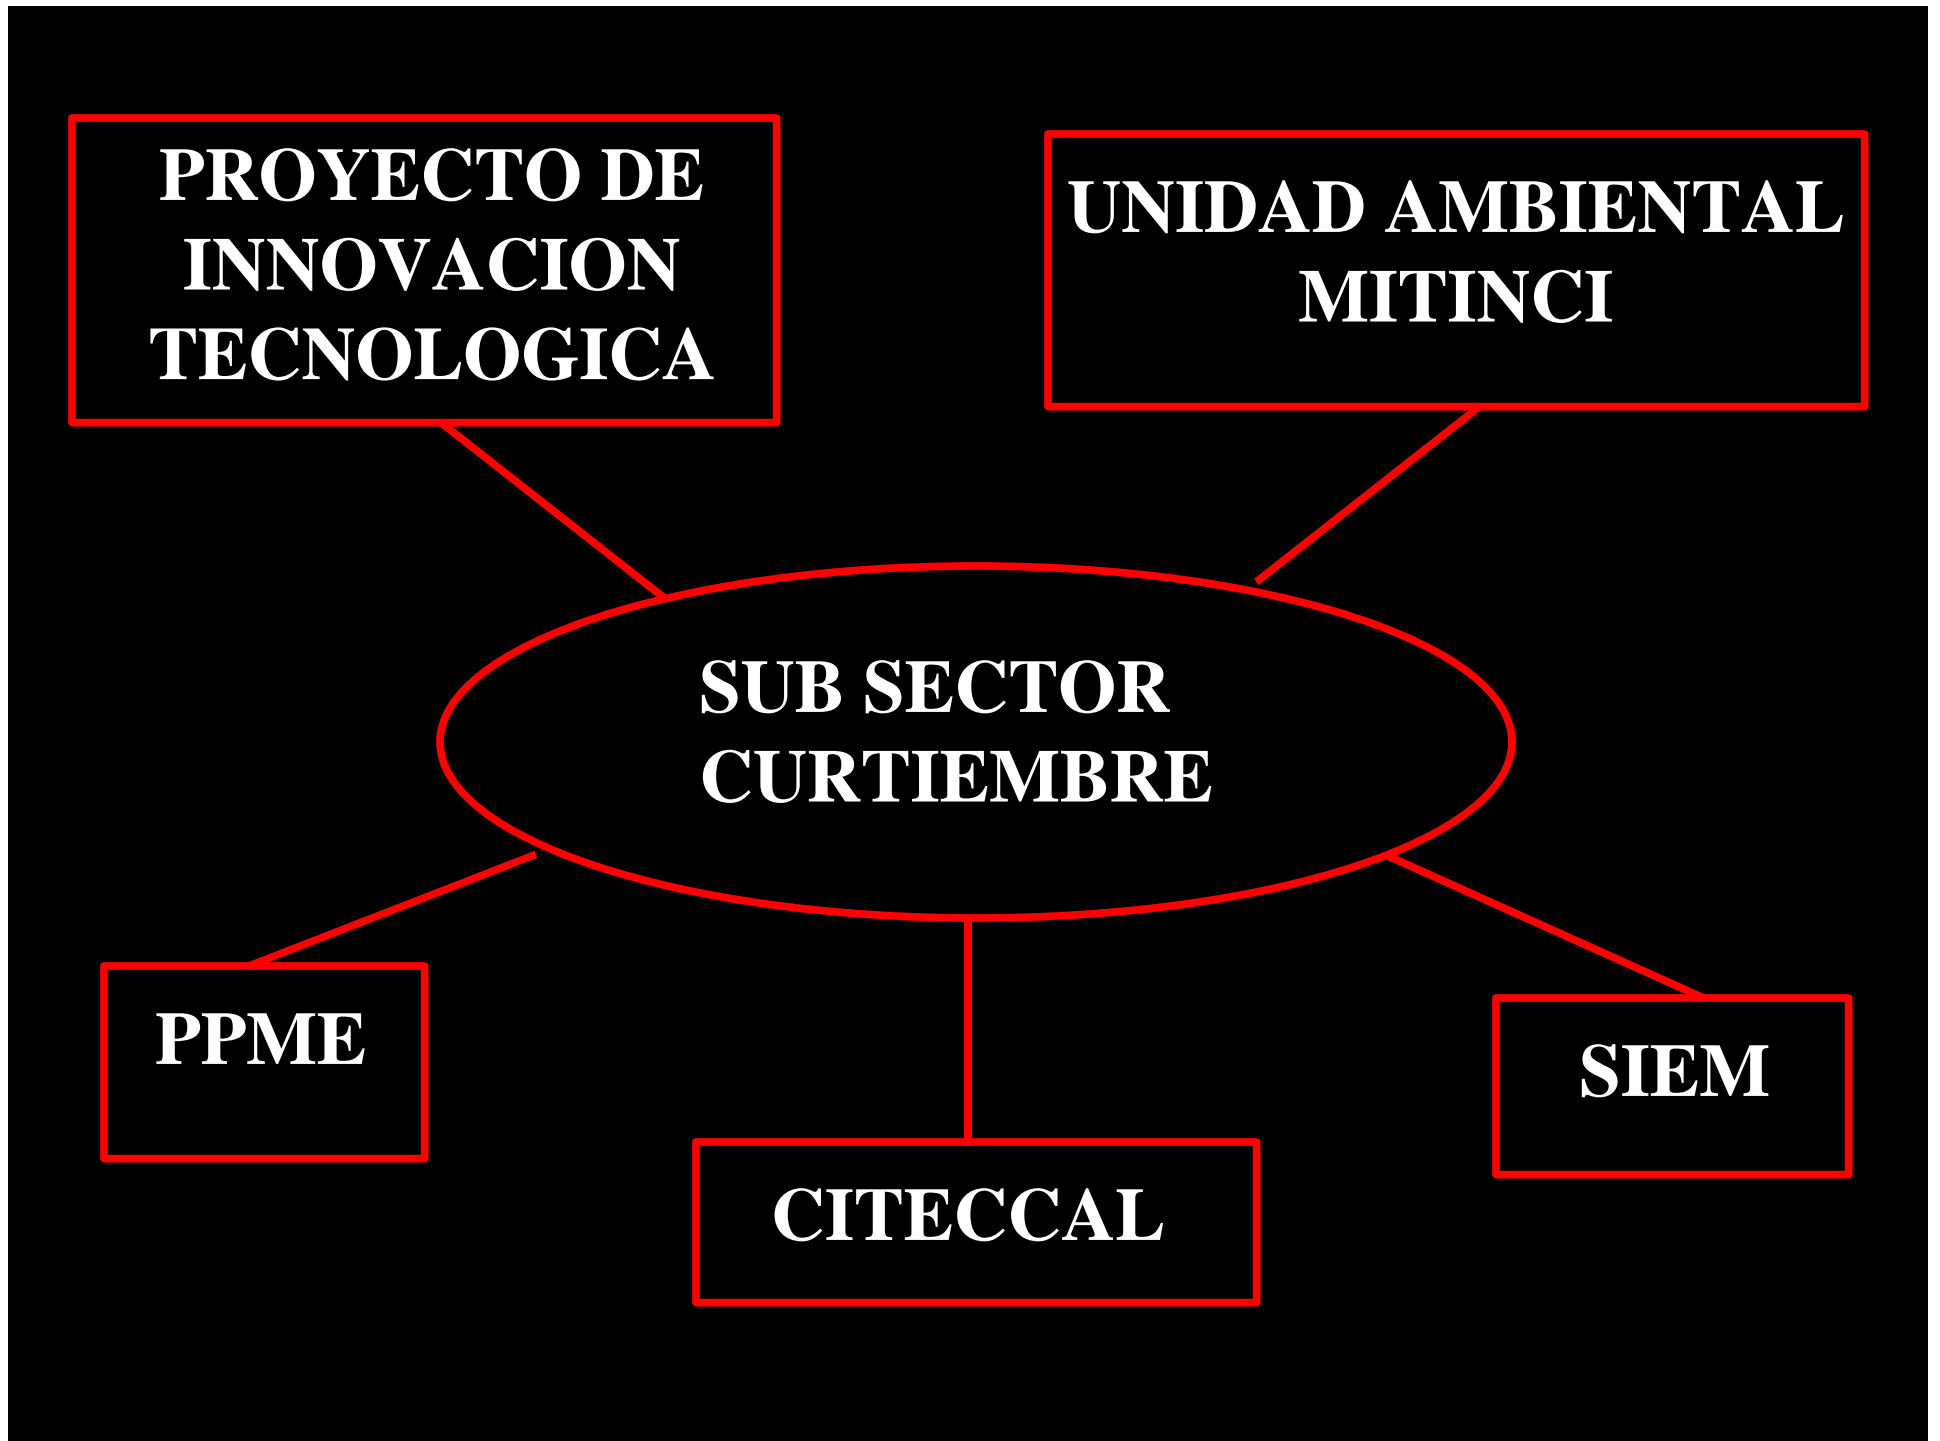 PROYECTO DE
INNOVACION
TECNOLOGICA
UNIDAD AMBIENTAL
MITINCI
SUB SECTOR
CURTIEMBRE
PPME
CITECCAL
SIEM